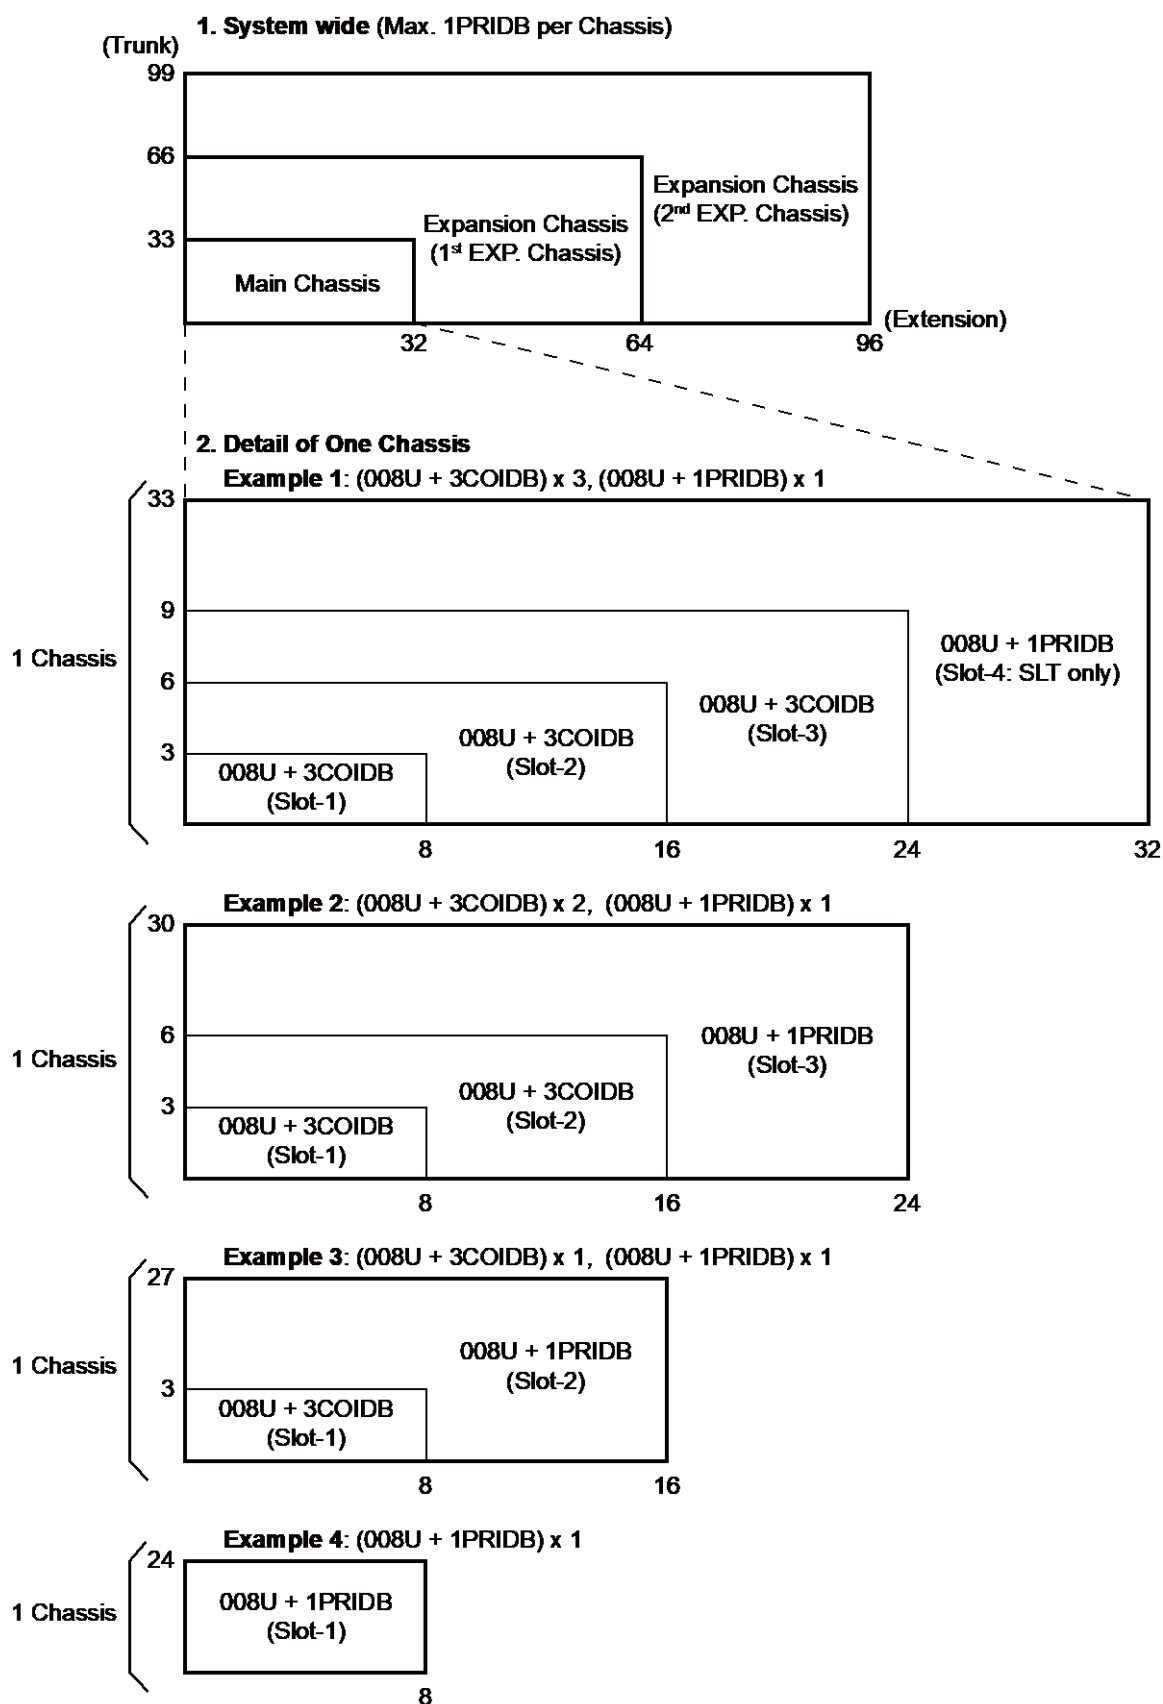 1. System wide (Max. 1PRIDB per Chassis)
(Trunk)
99
66
33
Expansion Chassis
(2nd EXP. Chassis)
Expansion Chassis
(1st EXP. Chassis)
Main Chassis
(Extension)
32
64
96
2. Detail of One Chassis
Example 1: (008U + 3COIDB) x 3, (008U + 1PRIDB) x 1
1 Chassis
33
9
6
3
008U + 1PRIDB
(Slot-4: SLT only)
008U + 3COIDB
(Slot-3)
008U + 3COIDB
(Slot-2)
008U + 3COIDB
(Slot-1)
8
16
24
32
Example 2: (008U + 3COIDB) x 2, (008U + 1PRIDB) x 1
1 Chassis
30
6
3
008U + 1PRIDB
(Slot-3)
008U + 3COIDB
(Slot-2)
008U + 3COIDB
(Slot-1)
8
16
24
Example 3: (008U + 3COIDB) x 1, (008U + 1PRIDB) x 1
1 Chassis
27
3
008U + 1PRIDB
(Slot-2)
008U + 3COIDB
(Slot-1)
8
16
Example 4: (008U + 1PRIDB) x 1
1 Chassis
24
008U + 1PRIDB
(Slot-1)
8